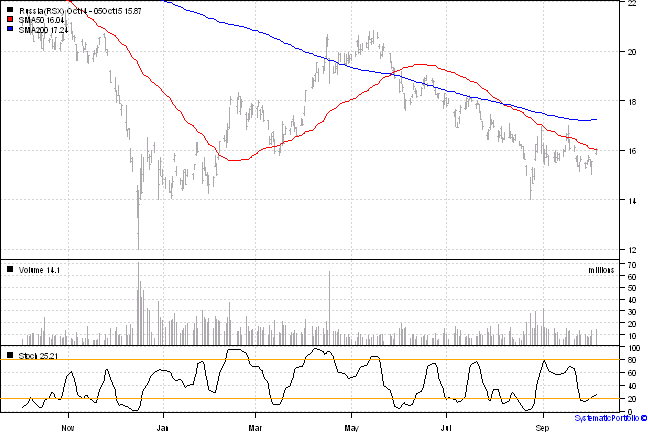 Russia (RSX) Oct14 - 05Oct15 15.87
SMA50 16.04
SMA200 17.24
22
20
18
16
14
12
Volume 14.1
millions
70
60
50
40
30
20
10
Stoch 25.21
100
80
60
40
20
0
Nov
Jan
Mar
May
Jul
Sep
SystematicPortfolio ©